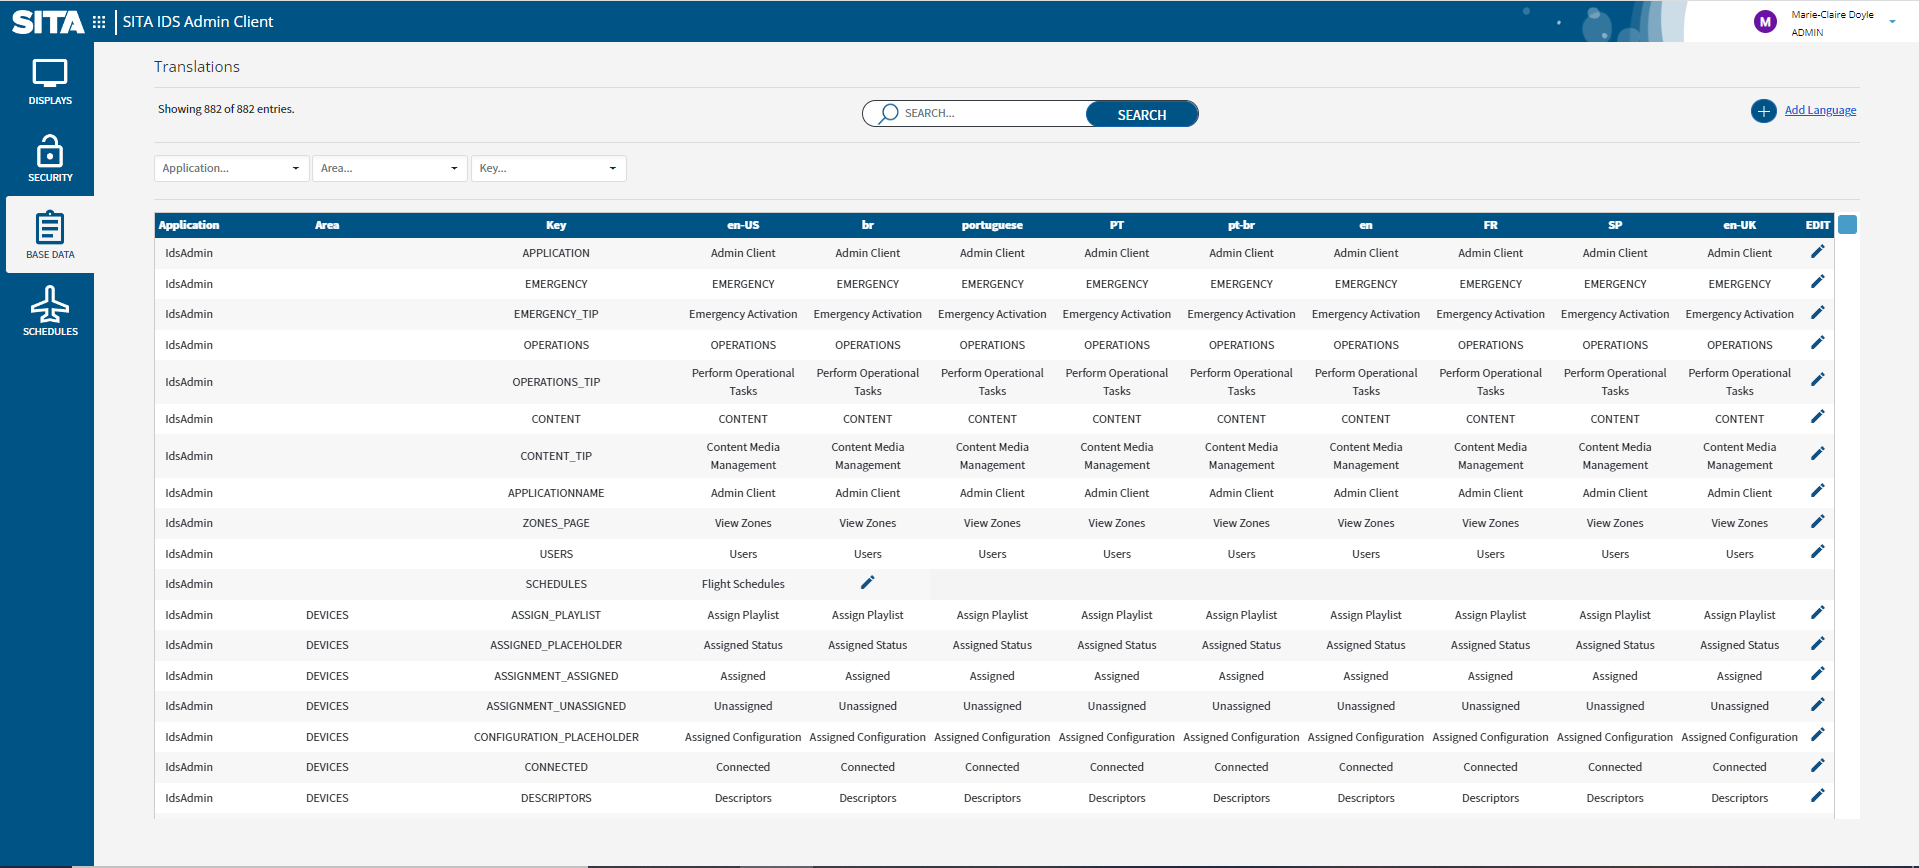 SITA SITA IDS Admin Client
M Marie-Claire Doyle
ADMIN
DISPLAYS
SECURITY
BASE DATA
SCHEDULES
Translations
Showing 882 of 882 entries.
SEARCH... SEARCH
Add Language
Application... Area... Key...
Application Area Key en-US br portuguese PT pt-br en FR SP en-UK EDIT
IdsAdmin APPLICATION Admin Client Admin Client Admin Client Admin Client Admin Client Admin Client Admin Client Admin Client Admin Client
IdsAdmin EMERGENCY EMERGENCY EMERGENCY EMERGENCY EMERGENCY EMERGENCY EMERGENCY EMERGENCY EMERGENCY EMERGENCY
IdsAdmin EMERGENCY_TIP Emergency Activation Emergency Activation Emergency Activation Emergency Activation Emergency Activation Emergency Activation Emergency Activation Emergency Activation Emergency Activation
IdsAdmin OPERATIONS OPERATIONS OPERATIONS OPERATIONS OPERATIONS OPERATIONS OPERATIONS OPERATIONS OPERATIONS OPERATIONS
IdsAdmin OPERATIONS_TIP Perform Operational Tasks Perform Operational Tasks Perform Operational Tasks Perform Operational Tasks Perform Operational Tasks Perform Operational Tasks Perform Operational Tasks Perform Operational Tasks Perform Operational Tasks
IdsAdmin CONTENT CONTENT CONTENT CONTENT CONTENT CONTENT CONTENT CONTENT CONTENT CONTENT
IdsAdmin CONTENT_TIP Content Media Management Content Media Management Content Media Management Content Media Management Content Media Management Content Media Management Content Media Management Content Media Management Content Media Management
IdsAdmin APPLICATIONNAME Admin Client Admin Client Admin Client Admin Client Admin Client Admin Client Admin Client Admin Client Admin Client
IdsAdmin ZONES_PAGE View Zones View Zones View Zones View Zones View Zones View Zones View Zones View Zones View Zones
IdsAdmin USERS Users Users Users Users Users Users Users Users Users
IdsAdmin SCHEDULES Flight Schedules
IdsAdmin DEVICES ASSIGN_PLAYLIST Assign Playlist Assign Playlist Assign Playlist Assign Playlist Assign Playlist Assign Playlist Assign Playlist Assign Playlist Assign Playlist
IdsAdmin DEVICES ASSIGNED_PLACEHOLDER Assigned Status Assigned Status Assigned Status Assigned Status Assigned Status Assigned Status Assigned Status Assigned Status Assigned Status
IdsAdmin DEVICES ASSIGNMENT_ASSIGNED Assigned Assigned Assigned Assigned Assigned Assigned Assigned Assigned Assigned
IdsAdmin DEVICES ASSIGNMENT_UNASSIGNED Unassigned Unassigned Unassigned Unassigned Unassigned Unassigned Unassigned Unassigned Unassigned
IdsAdmin DEVICES CONFIGURATION_PLACEHOLDER Assigned Configuration Assigned Configuration Assigned Configuration Assigned Configuration Assigned Configuration Assigned Configuration Assigned Configuration Assigned Configuration Assigned Configuration
IdsAdmin DEVICES CONNECTED Connected Connected Connected Connected Connected Connected Connected Connected Connected
IdsAdmin DEVICES DESCRIPTORS Descriptors Descriptors Descriptors Descriptors Descriptors Descriptors Descriptors Descriptors Descriptors